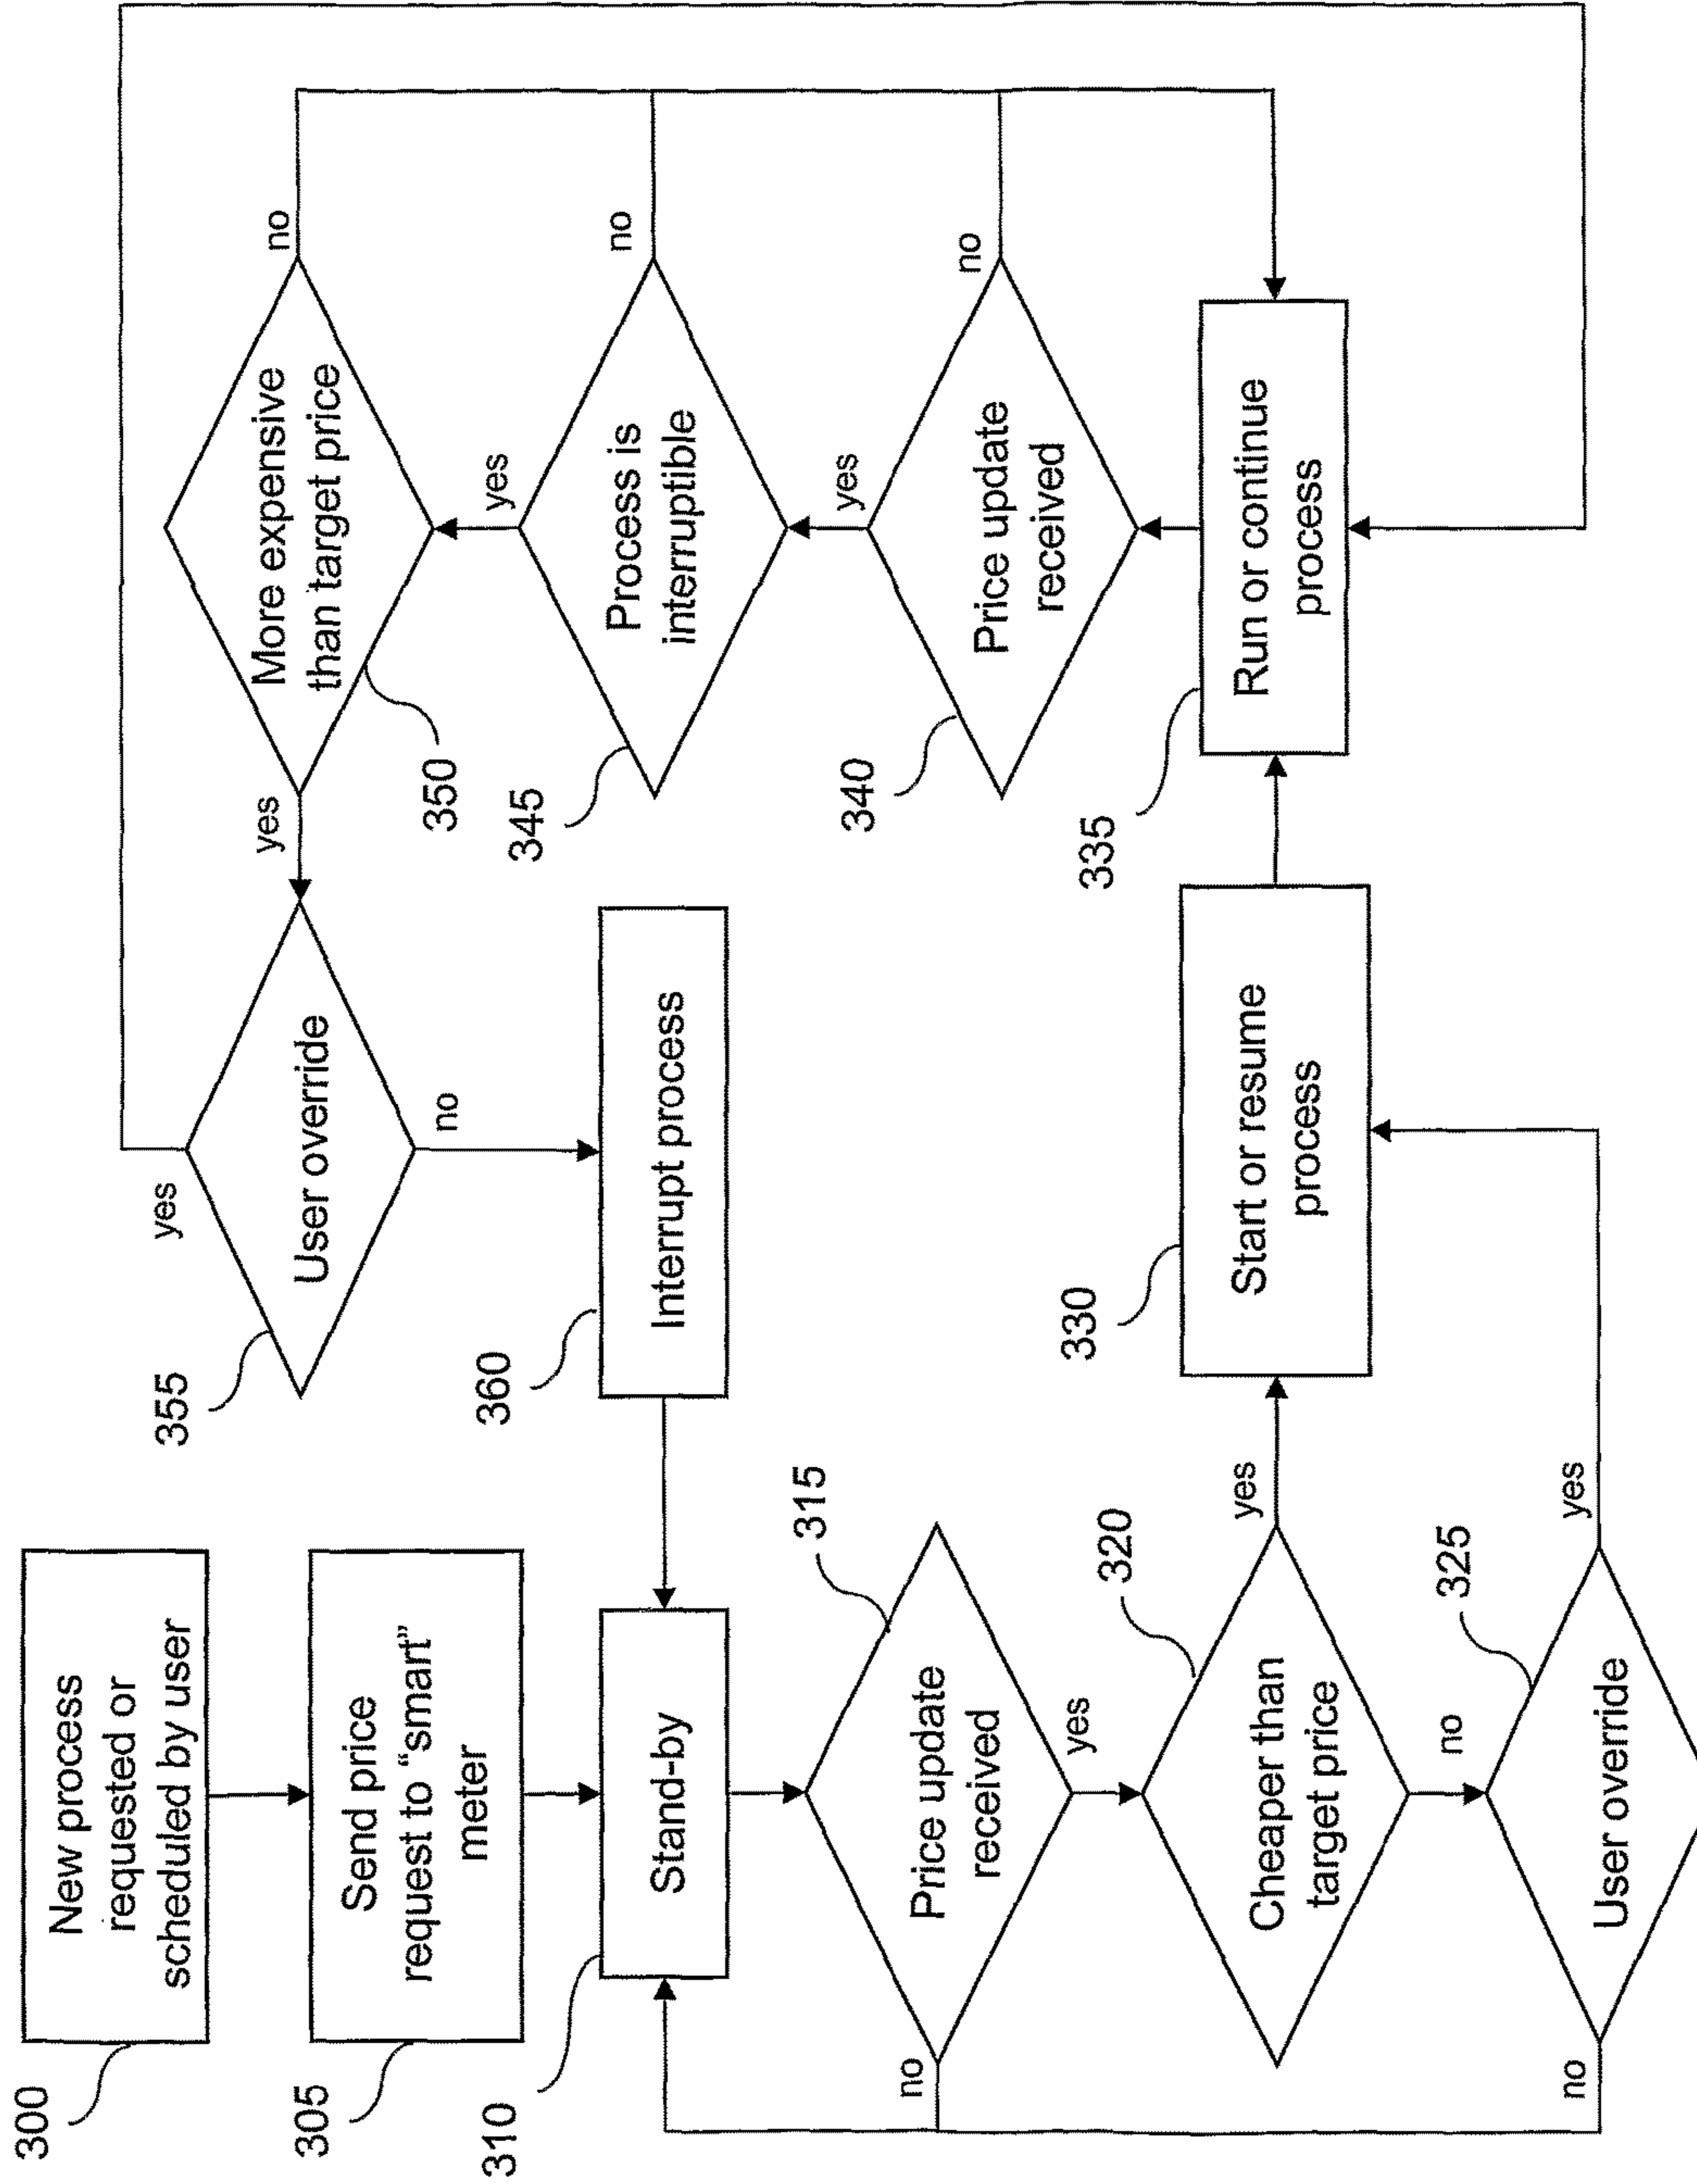 300
New process
requested or
scheduled by user
305
Send price
request to “smart”
meter
310
Stand-by
315
Price update
received
no
yes
320
Cheaper than
target price
yes
no
325
User override
no
yes
330
Start or resume
process
335
Run or continue
process
340
Price update
received
no
yes
345
Process is
interruptible
no
yes
350
More expensive
than target price
no
yes
355
User override
yes
no
360
Interrupt process